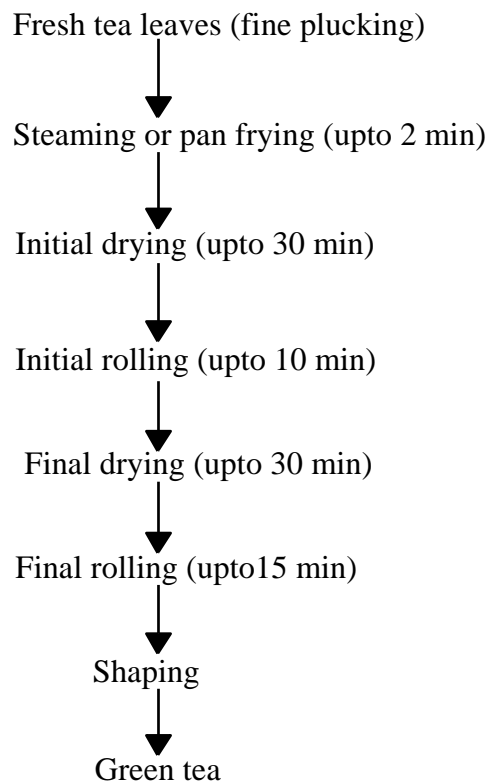 Fresh tea leaves (fine plucking)
Steaming or pan frying (upto 2 min)
Initial drying (upto 30 min)
Initial rolling (upto 10 min)
Final drying (upto 30 min)
Final rolling (upto15 min)
Shaping
Green tea